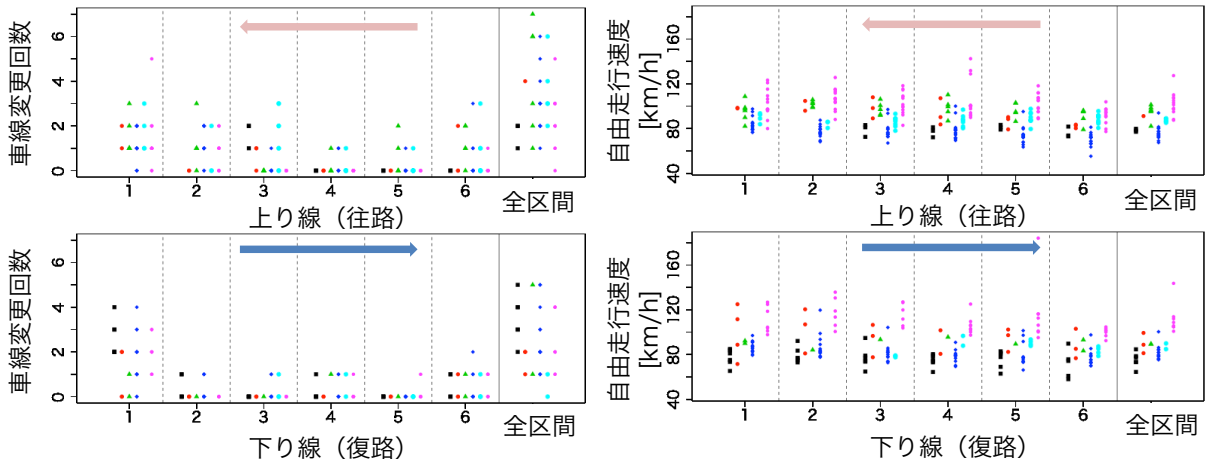 車線変更回数
0 2 4 6
1 2 3 4 5 6 全区間
上り線（往路）
自由走行速度
[km/h]
40 80 120 160
1 2 3 4 5 6 全区間
上り線（往路）
車線変更回数
0 2 4 6
1 2 3 4 5 6 全区間
下り線（復路）
自由走行速度
[km/h]
40 80 120 160
1 2 3 4 5 6 全区間
下り線（復路）